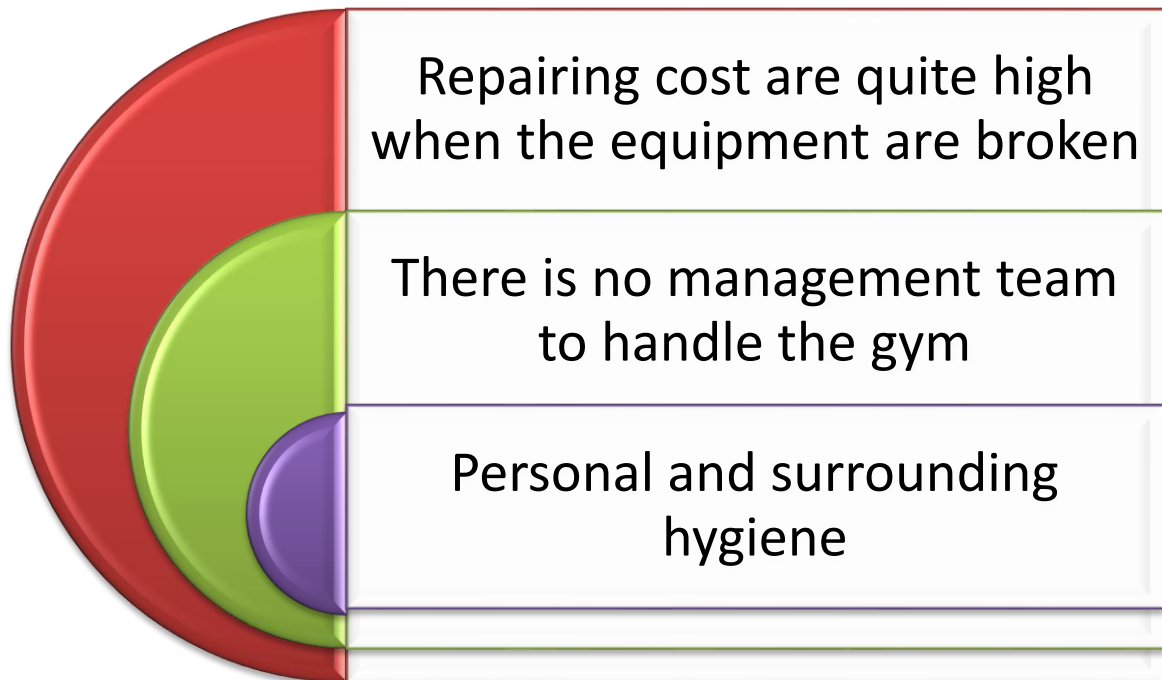 Repairing cost are quite high
when the equipment are broken
There is no management team
to handle the gym
Personal and surrounding
hygiene